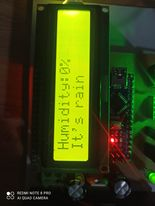 Humidity:0%
It's rain
REDMI NOTE 8 PRO
AI QUAD CAMERA